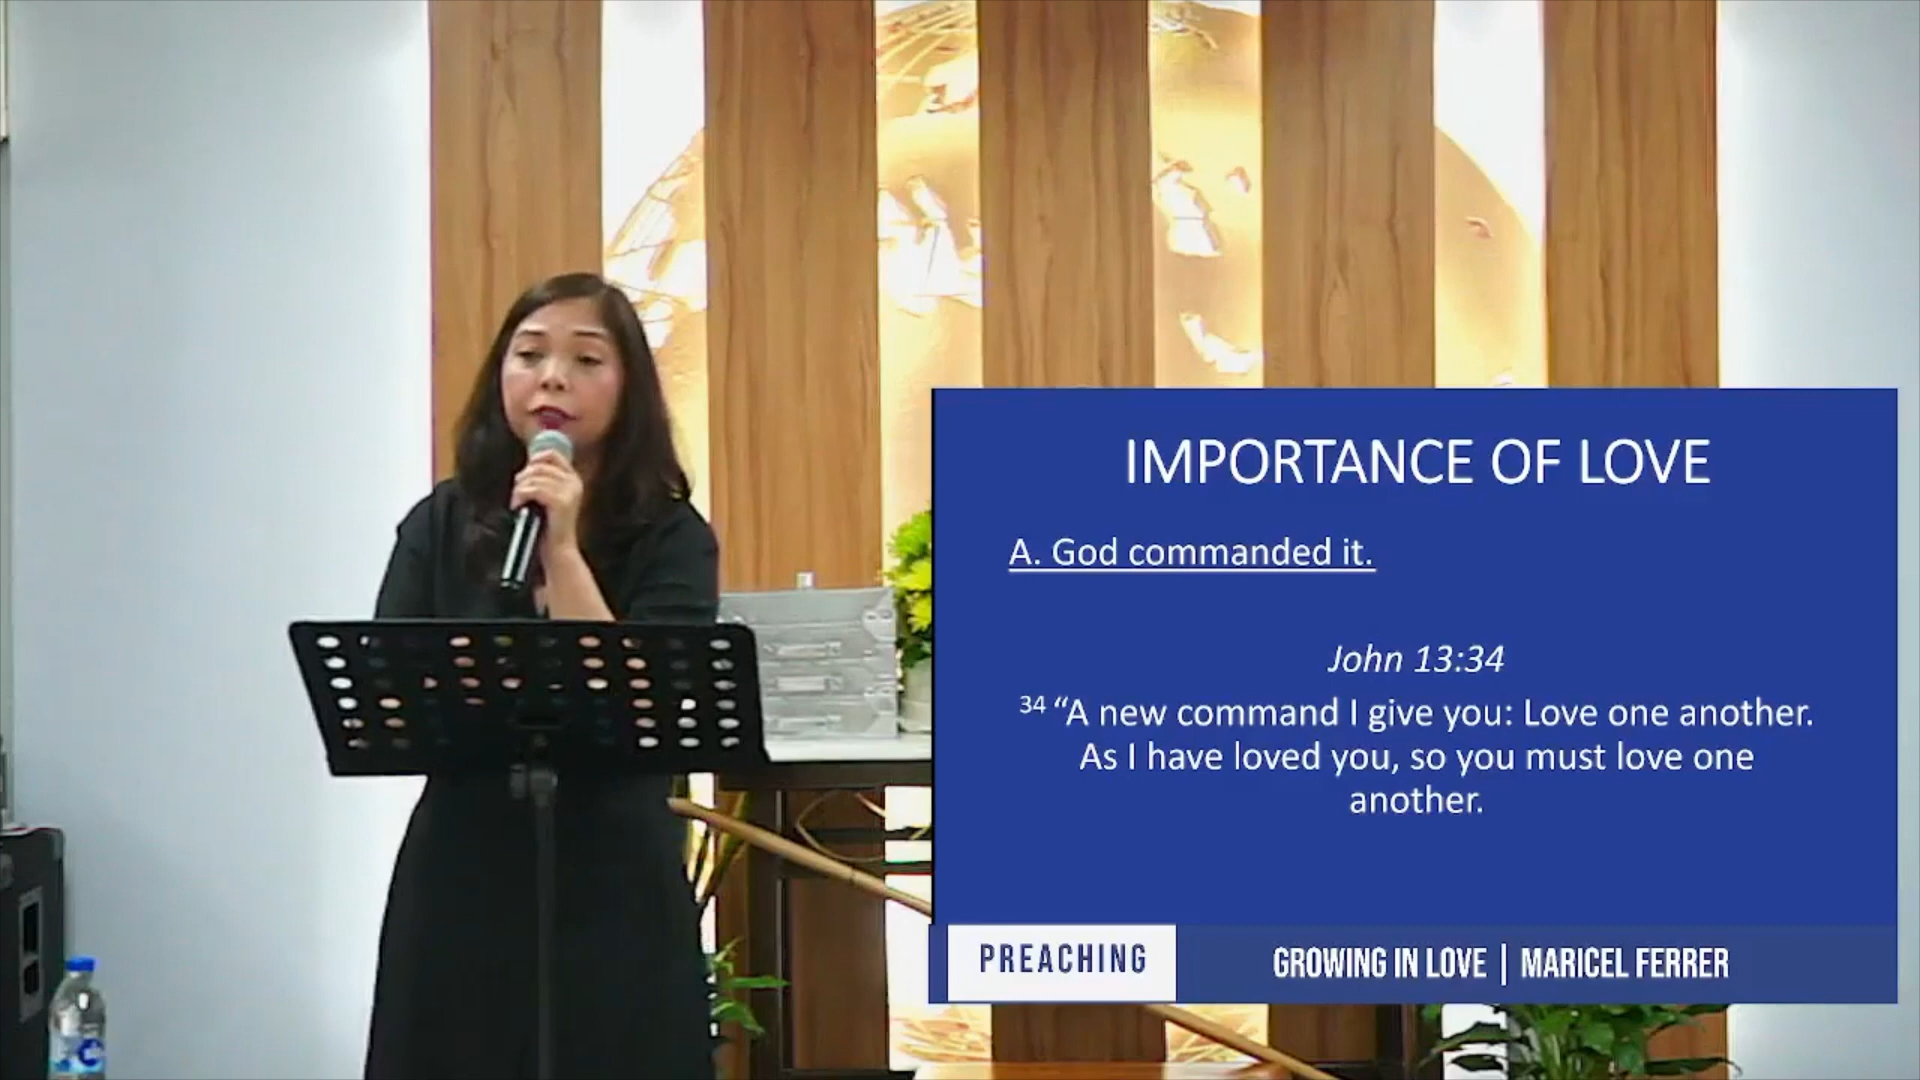 IMPORTANCE OF LOVE
A. God commanded it.
John 13:34
34 “A new command I give you: Love one another.
As I have loved you, so you must love one
another.
PREACHING
GROWING IN LOVE | MARICEL FERRER